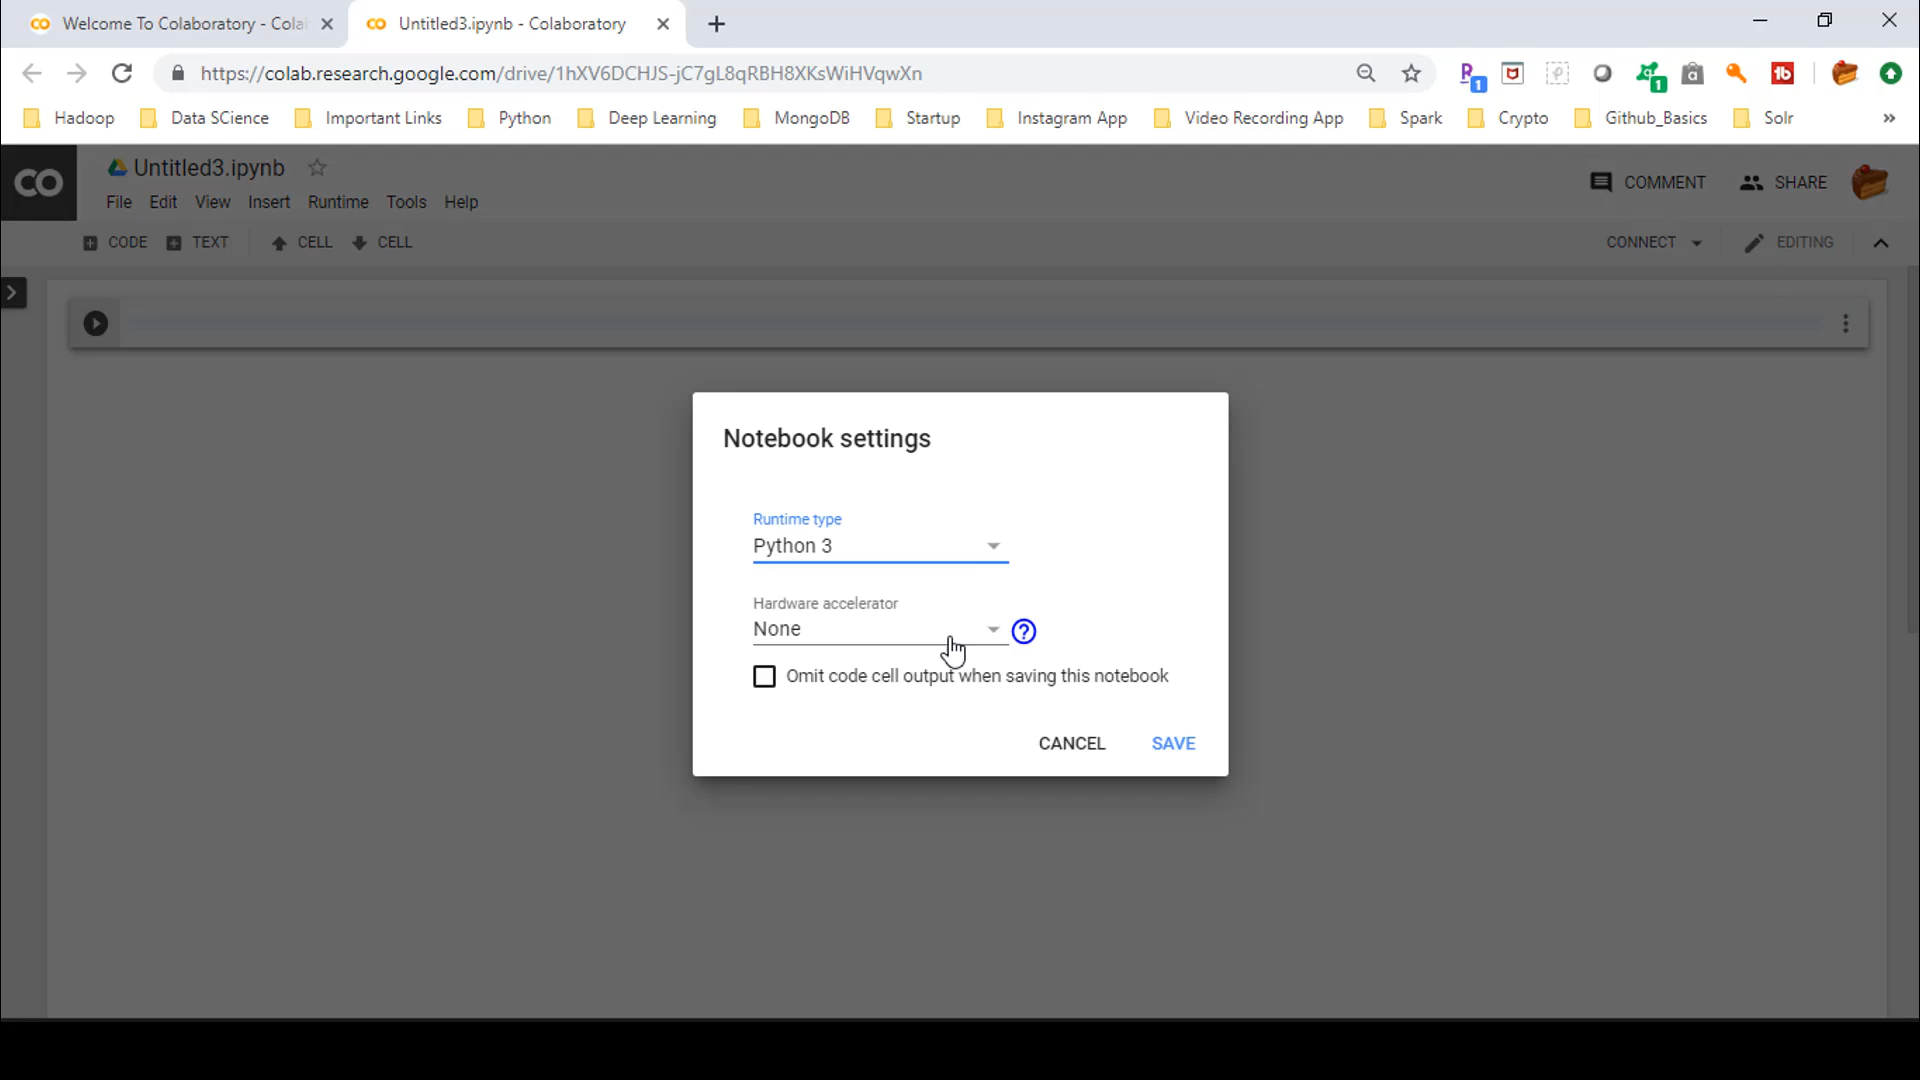 Welcome To Colaboratory - Cola
Untitled3.ipynb - Colaboratory
https://colab.research.google.com/drive/1hXV6DCHJS-jC7gL8qRBH8XKsWiHVqwXn
Hadoop Data SCience Important Links Python Deep Learning MongoDB Startup Instagram App Video Recording App Spark Crypto Github_Basics Solr »
CO Untitled3.ipynb
COMMENT SHARE
File Edit View Insert Runtime Tools Help
CODE TEXT CELL CELL CONNECT EDITING
Notebook settings
Runtime type
Python 3
Hardware accelerator
None ?
Omit code cell output when saving this notebook
CANCEL SAVE